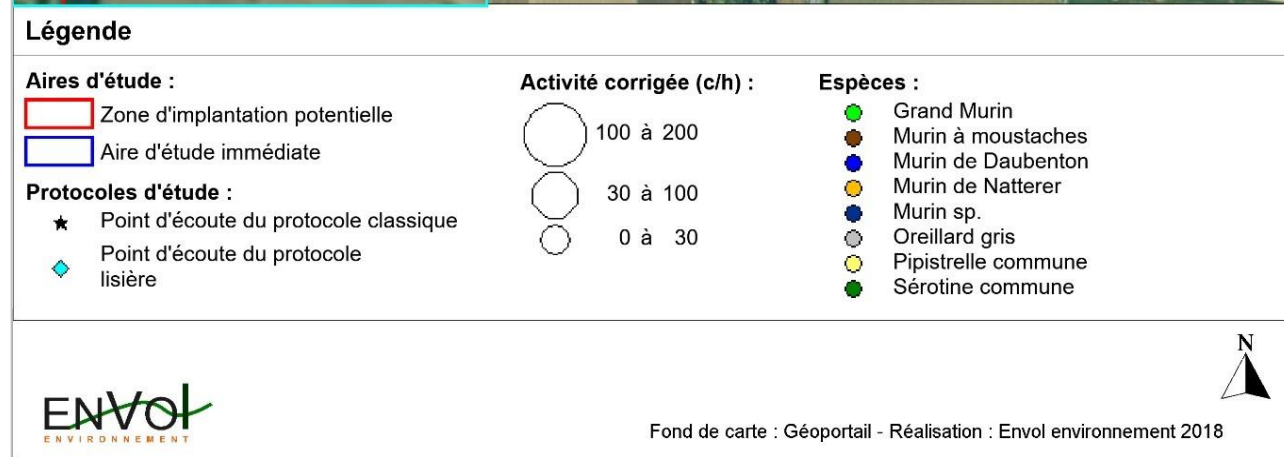 Légende
Aires d'étude :
Zone d'implantation potentielle
Aire d'étude immédiate
Protocoles d'étude :
Point d'écoute du protocole classique
Point d'écoute du protocole
lisière
Activité corrigée (c/h) :
100 à 200
30 à 100
0 à 30
Espèces :
Grand Murin
Murin à moustaches
Murin de Daubenton
Murin de Natterer
Murin sp.
Oreillard gris
Pipistrelle commune
Sérotine commune
N
ENVOL
ENVIRONNEMENT
Fond de carte : Géoportail - Réalisation : Envol environnement 2018